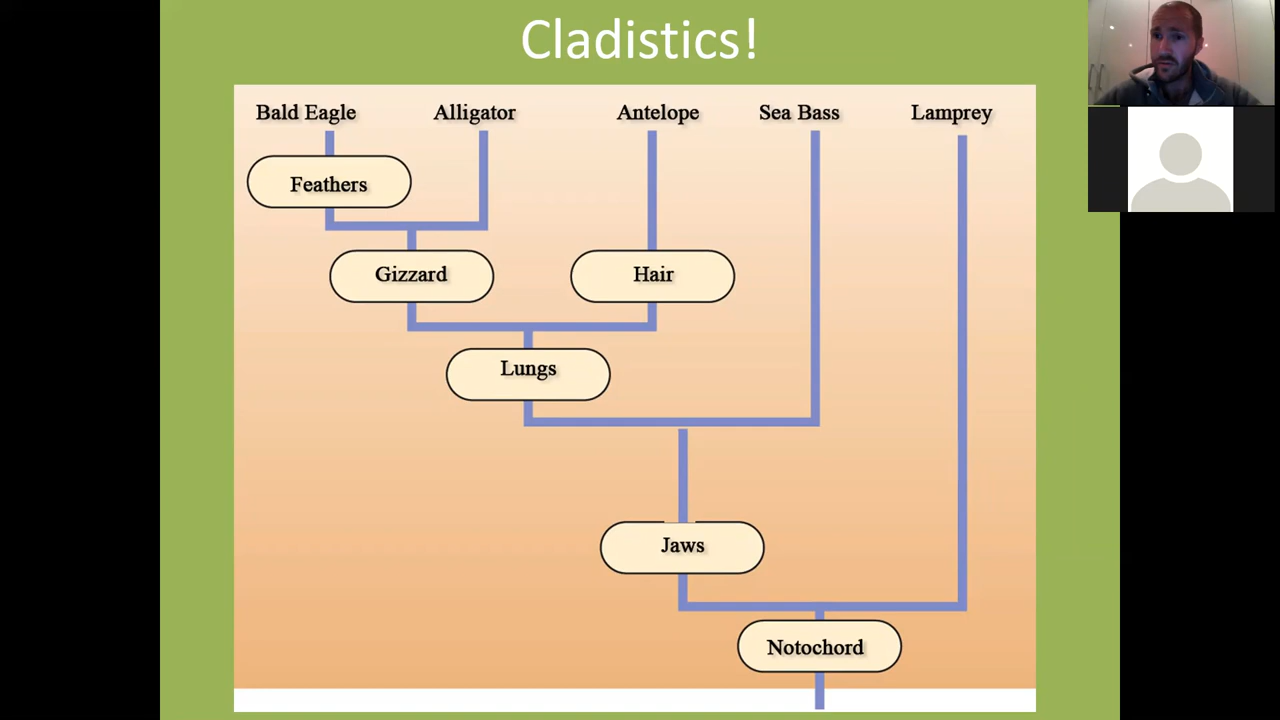 Cladistics!
Bald Eagle Alligator Antelope Sea Bass Lamprey
Feathers
Gizzard Hair
Lungs
Jaws
Notochord